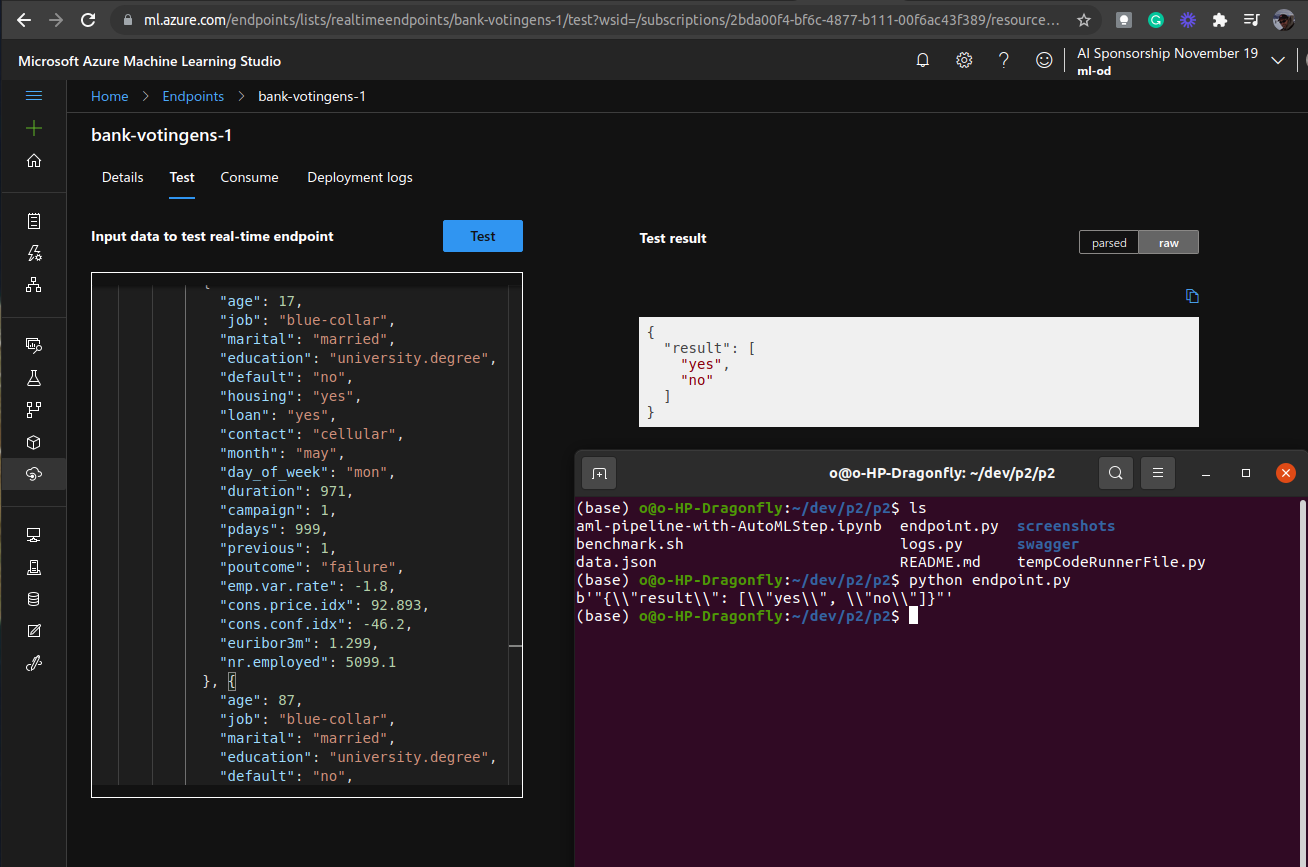 ml.azure.com/endpoints/lists/realtimeendpoints/bank-votingens-1/test?wsid=/subscriptions/2bda00f4-bf6c-4877-b111-00f6ac43f389/resource...
Microsoft Azure Machine Learning Studio
AI Sponsorship November 19
ml-od
Home > Endpoints > bank-votingens-1
bank-votingens-1
Details Test Consume Deployment logs
Input data to test real-time endpoint
Test
{
"age": 17,
"job": "blue-collar",
"marital": "married",
"education": "university.degree",
"default": "no",
"housing": "yes",
"loan": "yes",
"contact": "cellular",
"month": "may",
"day_of_week": "mon",
"duration": 971,
"campaign": 1,
"pdays": 999,
"previous": 1,
"poutcome": "failure",
"emp.var.rate": -1.8,
"cons.price.idx": 92.893,
"cons.conf.idx": -46.2,
"euribor3m": 1.299,
"nr.employed": 5099.1
}, {
"age": 87,
"job": "blue-collar",
"marital": "married",
"education": "university.degree",
"default": "no",
Test result
parsed raw
{
"result": [
"yes",
"no"
]
}
o@o-HP-Dragonfly: ~/dev/p2/p2
(base) o@o-HP-Dragonfly:~/dev/p2/p2$ ls
aml-pipeline-with-AutoMLStep.ipynb endpoint.py screenshots
benchmark.sh logs.py swagger
data.json README.md tempCodeRunnerFile.py
(base) o@o-HP-Dragonfly:~/dev/p2/p2$ python endpoint.py
b'"{\\"result\\": [\\"yes\\", \\"no\\"]}"'
(base) o@o-HP-Dragonfly:~/dev/p2/p2$